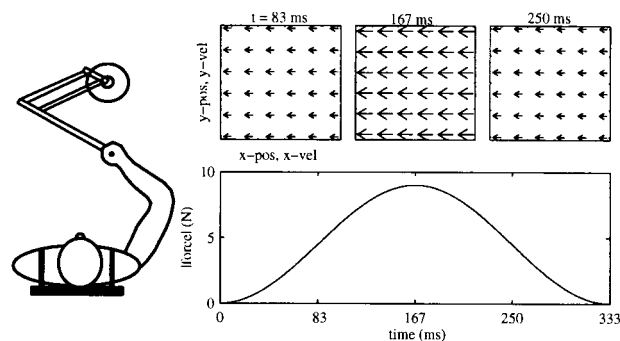 t = 83 ms 167 ms 250 ms
y−pos, y−vel
x−pos, x−vel
10
5
0
|force| (N)
0 83 167 250 333
time (ms)